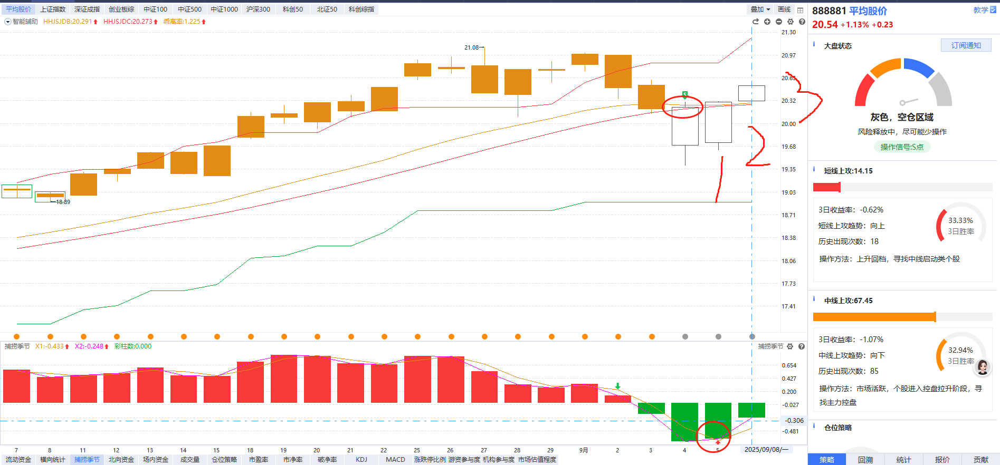 平均股价 上证指数 深证成指 创业板综 中证100 中证500 中证1000 沪深300 科创50 北证50 科创综指 叠加 画线
智能辅助 HHJSJDB:20.291 HHJSJDC:20.273 乖离率:1.225
21.30
20.97
20.65
20.32
20.00
19.68
19.35
19.03
18.71
18.38
18.06
17.73
17.41
21.08
18.89
S
捕捞季节 X1:-0.433 X2:-0.248 彩柱数:0.000 捕捞季节
0.654
0.427
0.200
-0.027
-0.306
-0.481
7 8 11 12 13 14 15 18 19 20 21 22 25 26 27 28 29 9月 2 3 4 5 2025/09/08/一
流动资金 横向统计 捕捞季节 北向资金 场内资金 成交量 仓位策略 市盈率 市净率 破净率 KDJ MACD 涨跌停比例 游资参与度 机构参与度 市场估值程度
888881 平均股价 教学
20.54 +1.13% +0.23
大盘状态 订阅通知
灰色，空仓区域
风险释放中，尽可能少操作
操作信号:S点
短线上攻:14.15
3日收益率：-0.62%
短线上攻趋势：向上
历史出现次数：18
33.33%
3日胜率
操作方法：上升回档，寻找中线启动类个股
中线上攻:67.45
3日收益率：-1.07%
中线上攻趋势：向下
历史出现次数：85
32.94%
3日胜率
操作方法：市场活跃，个股进入控盘拉升阶段，寻
找主力控盘
仓位策略
策略 回溯 统计 报价 贡献
1
2
3